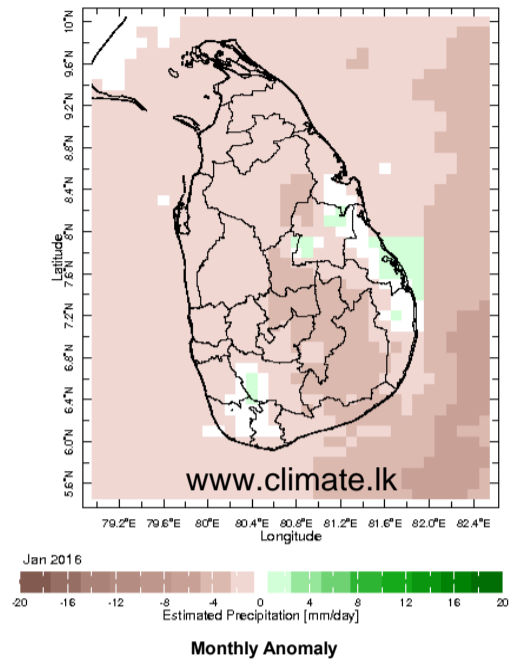 10°N
9.6°N
9.2°N
8.8°N
8.4°N
8°N
7.6°N
7.2°N
6.8°N
6.4°N
6.0°N
5.6°N
Latitude
www.climate.lk
79.2°E 79.6°E 80°E 80.4°E 80.8°E 81.2°E 81.6°E 82.0°E 82.4°E
Longitude
Jan 2016
-20 -16 -12 -8 -4 0 4 8 12 16 20
Estimated Precipitation [mm/day]
Monthly Anomaly